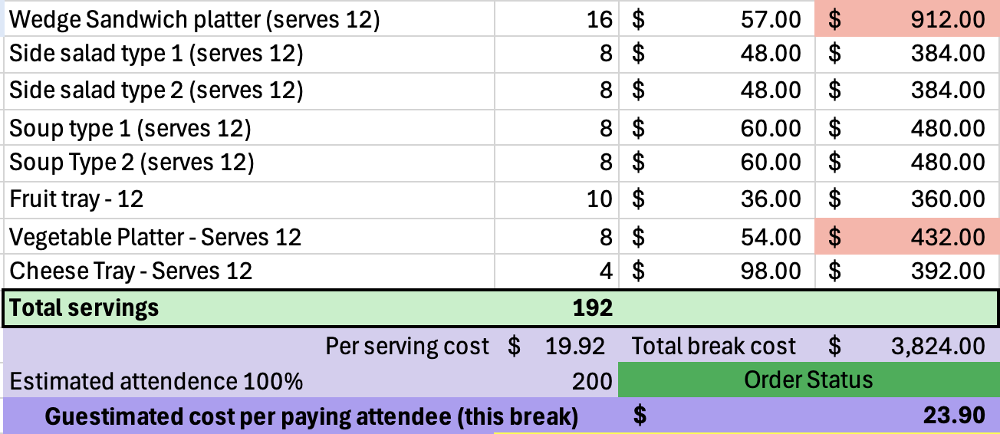 Wedge Sandwich platter (serves 12) 16 $ 57.00 $ 912.00
Side salad type 1 (serves 12) 8 $ 48.00 $ 384.00
Side salad type 2 (serves 12) 8 $ 48.00 $ 384.00
Soup type 1 (serves 12) 8 $ 60.00 $ 480.00
Soup Type 2 (serves 12) 8 $ 60.00 $ 480.00
Fruit tray - 12 10 $ 36.00 $ 360.00
Vegetable Platter - Serves 12 8 $ 54.00 $ 432.00
Cheese Tray - Serves 12 4 $ 98.00 $ 392.00
Total servings 192
Per serving cost $ 19.92 Total break cost $ 3,824.00
Estimated attendence 100% 200 Order Status
Guestimated cost per paying attendee (this break) $ 23.90